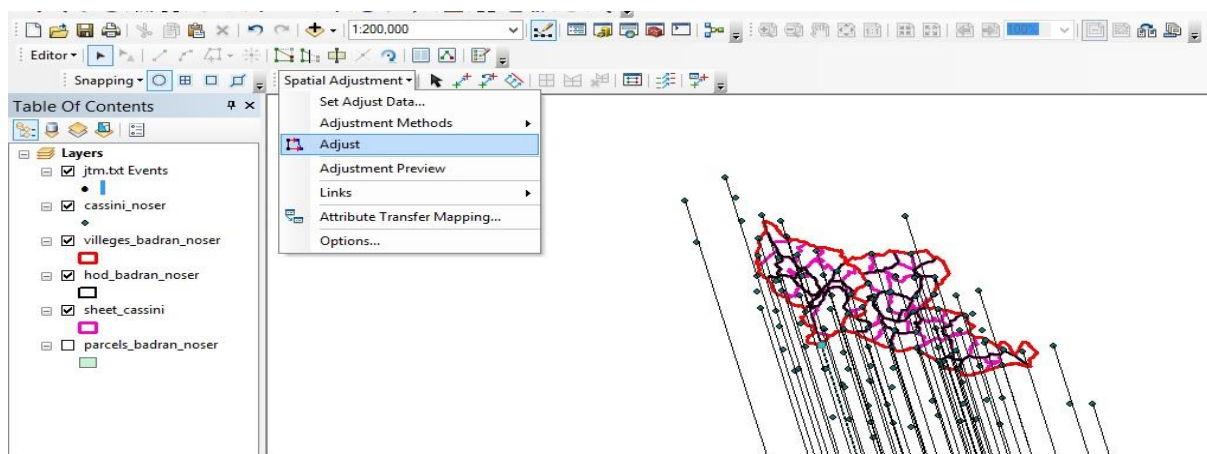 1:200,000
100%
Editor
Snapping
Spatial Adjustment
Set Adjust Data...
Adjustment Methods
Adjust
Adjustment Preview
Links
Attribute Transfer Mapping...
Options...
Table Of Contents
Layers
jtm.txt Events
cassini_noser
villeges_badran_noser
hod_badran_noser
sheet_cassini
parcels_badran_noser